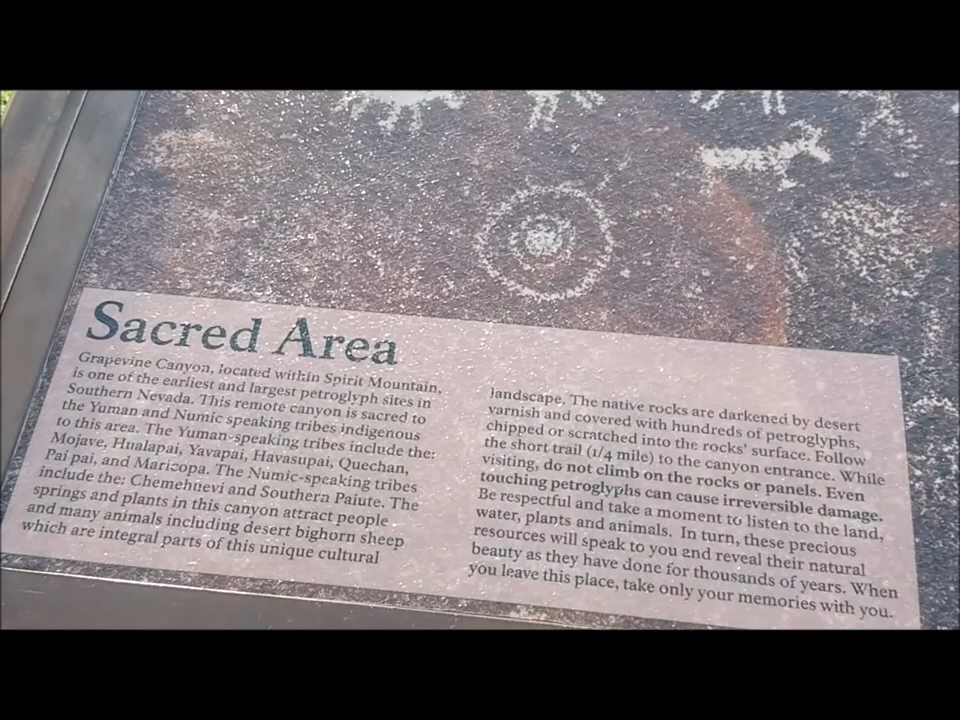 Sacred Area
Grapevine Canyon, located within Spirit Mountain,
is one of the earliest and largest petroglyph sites in
Southern Nevada. This remote canyon is sacred to
the Yuman and Numic speaking tribes indigenous
to this area. The Yuman-speaking tribes include the:
Mojave, Hualapai, Yavapai, Havasupai, Quechan,
Pai pai, and Maricopa. The Numic-speaking tribes
include the: Chemehuevi and Southern Paiute. The
springs and plants in this canyon attract people
and many animals including desert bighorn sheep
which are integral parts of this unique cultural
landscape. The native rocks are darkened by desert
varnish and covered with hundreds of petroglyphs,
chipped or scratched into the rocks' surface. Follow
the short trail (1/4 mile) to the canyon entrance. While
visiting, do not climb on the rocks or panels. Even
touching petroglyphs can cause irreversible damage.
Be respectful and take a moment to listen to the land,
water, plants and animals. In turn, these precious
resources will speak to you and reveal their natural
beauty as they have done for thousands of years. When
you leave this place, take only your memories with you.